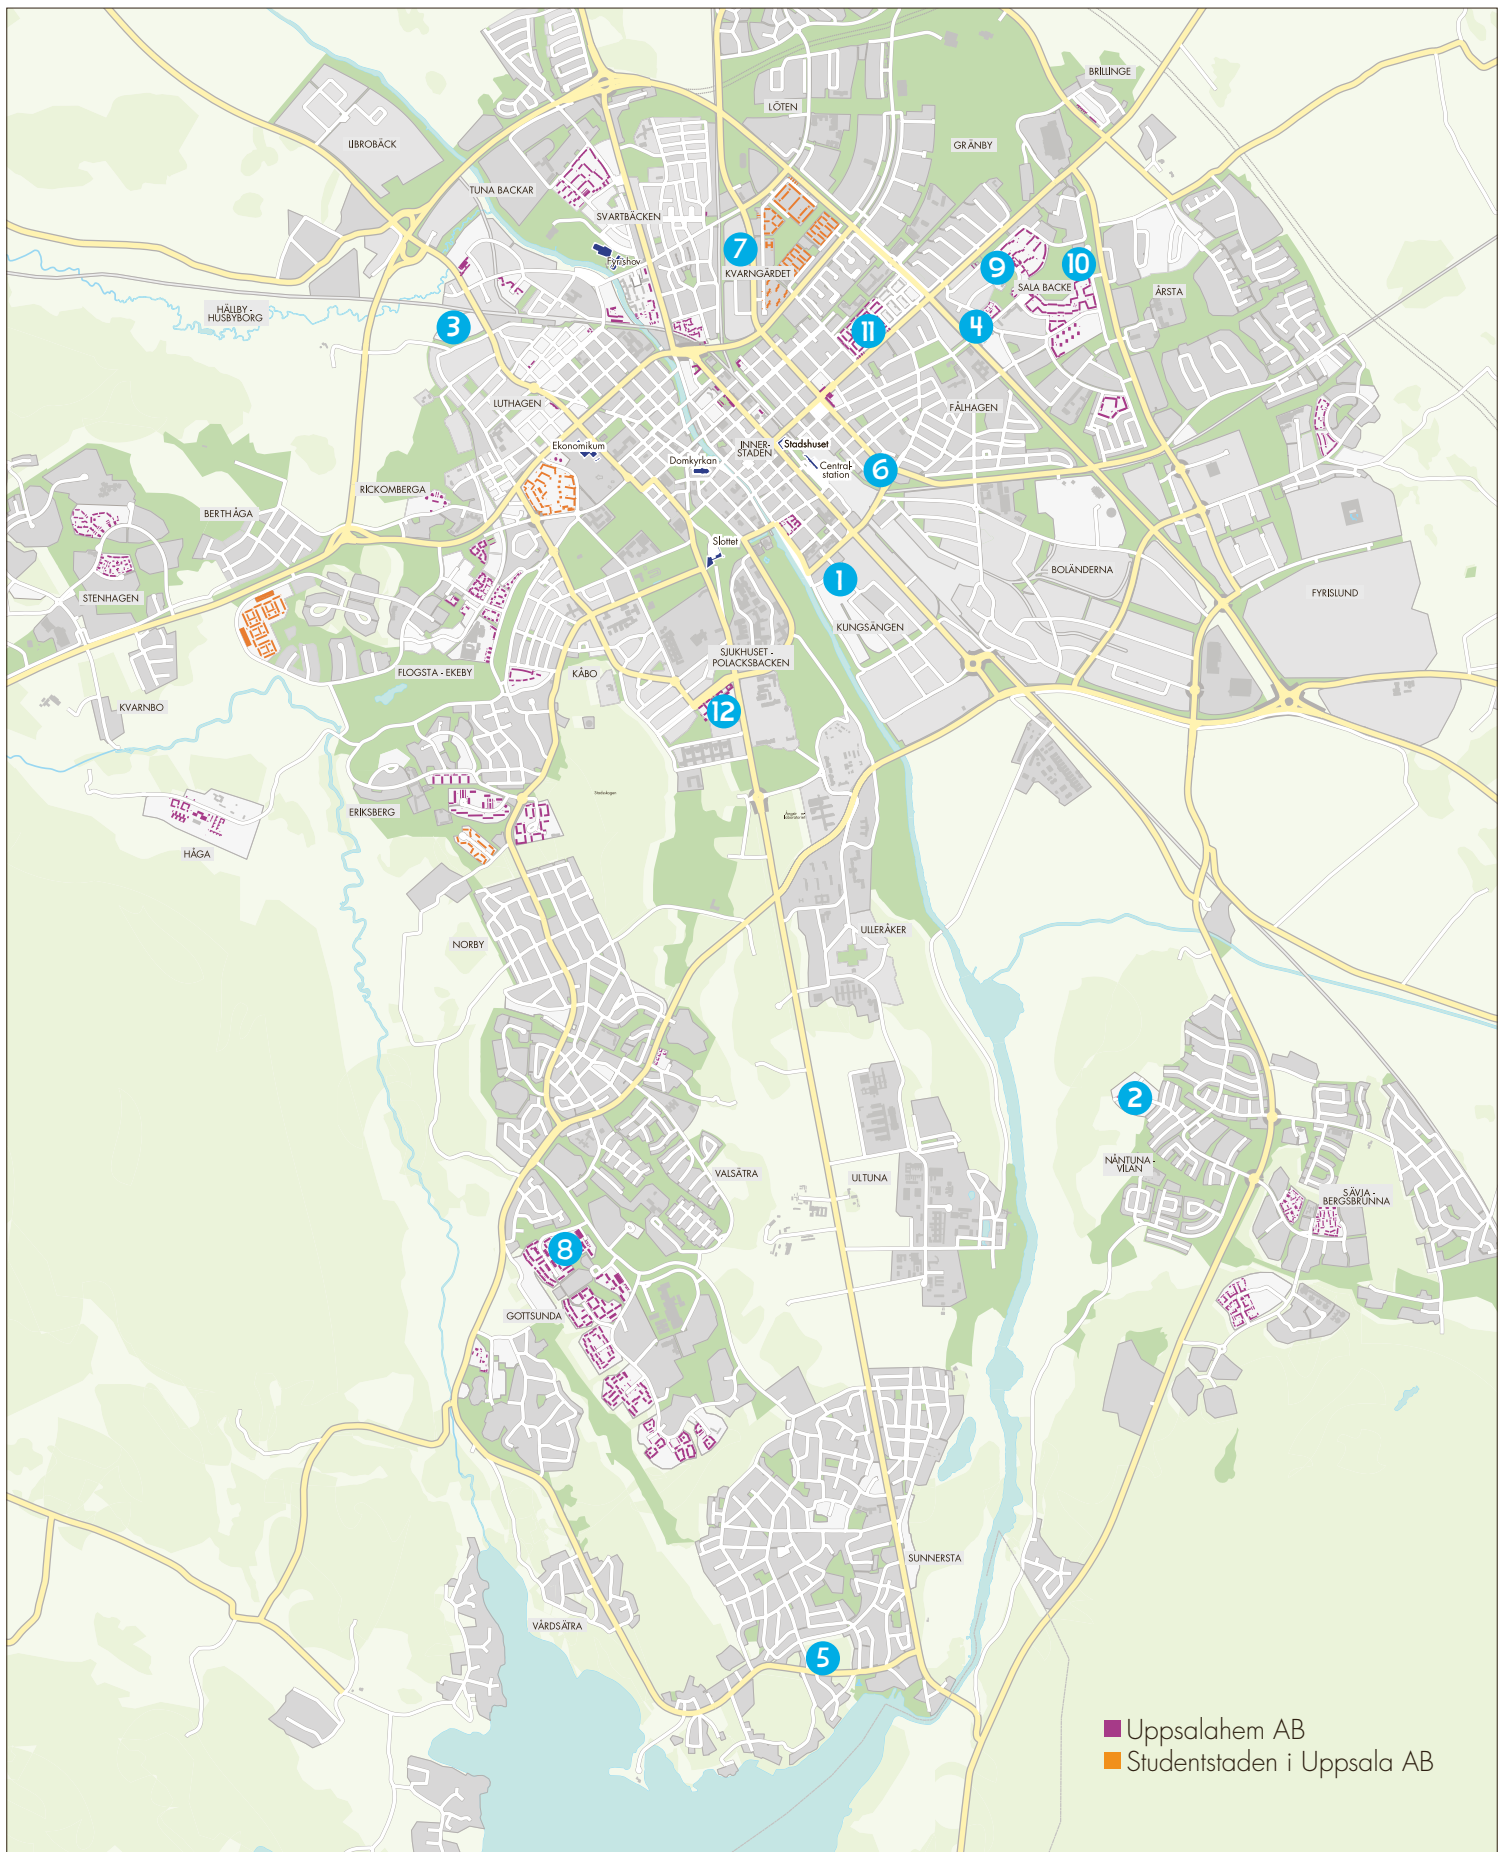 BRILLINGE
LÖTEN
LIBROBÄCK
GRÄNBY
TUNA BACKAR
SVARTBÄCKEN
7
Fyrishov
KVARNGÄRDET
9
10
SALA BACKE
ÅRSTA
HÄLLBY -
HUSBYBORG
3
11
4
LUTHAGEN
FÅLHAGEN
Ekonomikum
INNER-
STADEN
Stadshuset
Domkyrkan
Central-
station
6
RICKOMBERGA
BERTHÅGA
Slottet
1
BOLÄNDERNA
STENHAGEN
FYRISLUND
KUNGSÄNGEN
SJUKHUSET -
POLACKSBACKEN
FLOGSTA - EKEBY
KÅBO
KVARNBO
12
ERIKSBERG
HÅGA
ULLERÅKER
NORBY
2
NÄNTUNA -
VILAN
VALSÄTRA
ULTUNA
SÄVJA -
BERGSBRUNNA
8
GOTTSUNDA
SUNNERSTA
VÅRDSÄTRA
5
Uppsalahem AB
Studentstaden i Uppsala AB